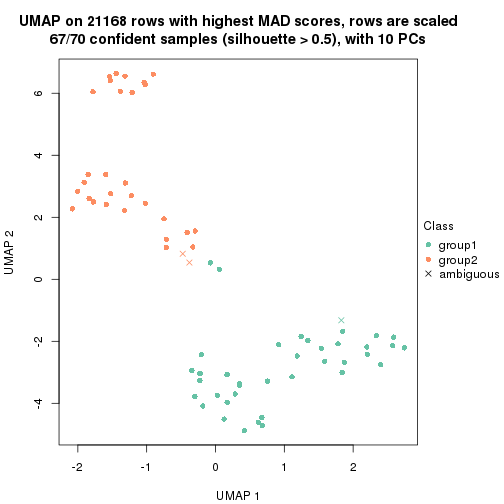 UMAP on 21168 rows with highest MAD scores, rows are scaled
67/70 confident samples (silhouette > 0.5), with 10 PCs
6
4
2
0
-2
-4
UMAP 2
-2
-1
0
1
2
UMAP 1
Class
group1
group2
ambiguous